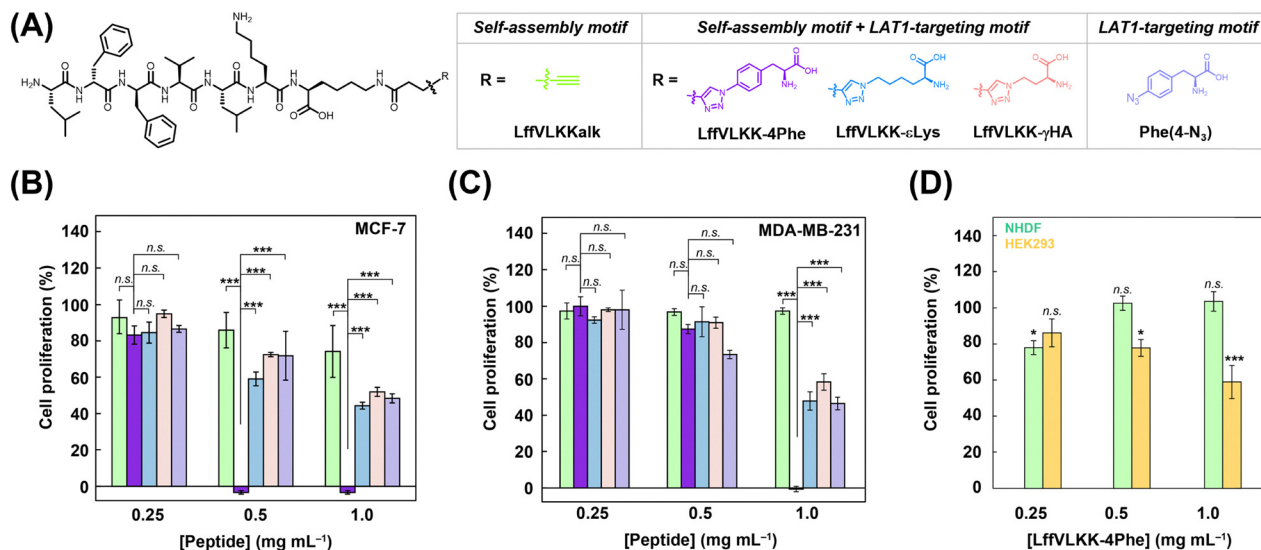 (A)
NH₂
H₂N
O
H
N
O
H
N
O
N
H
O
H
N
O
N
H
O
OH
H
N
O
R
Self-assembly motif
Self-assembly motif + LAT1-targeting motif
LAT1-targeting motif
R =
R =
N
N=N
O
OH
NH₂
N
N=N
O
OH
NH₂
N
N=N
O
OH
NH₂
N₃
O
OH
NH₂
LffVLKKalk
LffVLKK-4Phe
LffVLKK-εLys
LffVLKK-γHA
Phe(4-N₃)
(B)
MCF-7
Cell proliferation (%)
140
120
100
80
60
40
20
0
n.s.
n.s.
n.s.
n.s.
***
***
***
***
***
***
***
***
0.25
0.5
1.0
[Peptide] (mg mL⁻¹)
(C)
MDA-MB-231
Cell proliferation (%)
140
120
100
80
60
40
20
0
n.s.
n.s.
n.s.
n.s.
n.s.
n.s.
n.s.
n.s.
***
***
***
***
0.25
0.5
1.0
[Peptide] (mg mL⁻¹)
(D)
NHDF
HEK293
Cell proliferation (%)
140
120
100
80
60
40
20
0
*
n.s.
n.s.
*
n.s.
***
0.25
0.5
1.0
[LffVLKK-4Phe] (mg mL⁻¹)